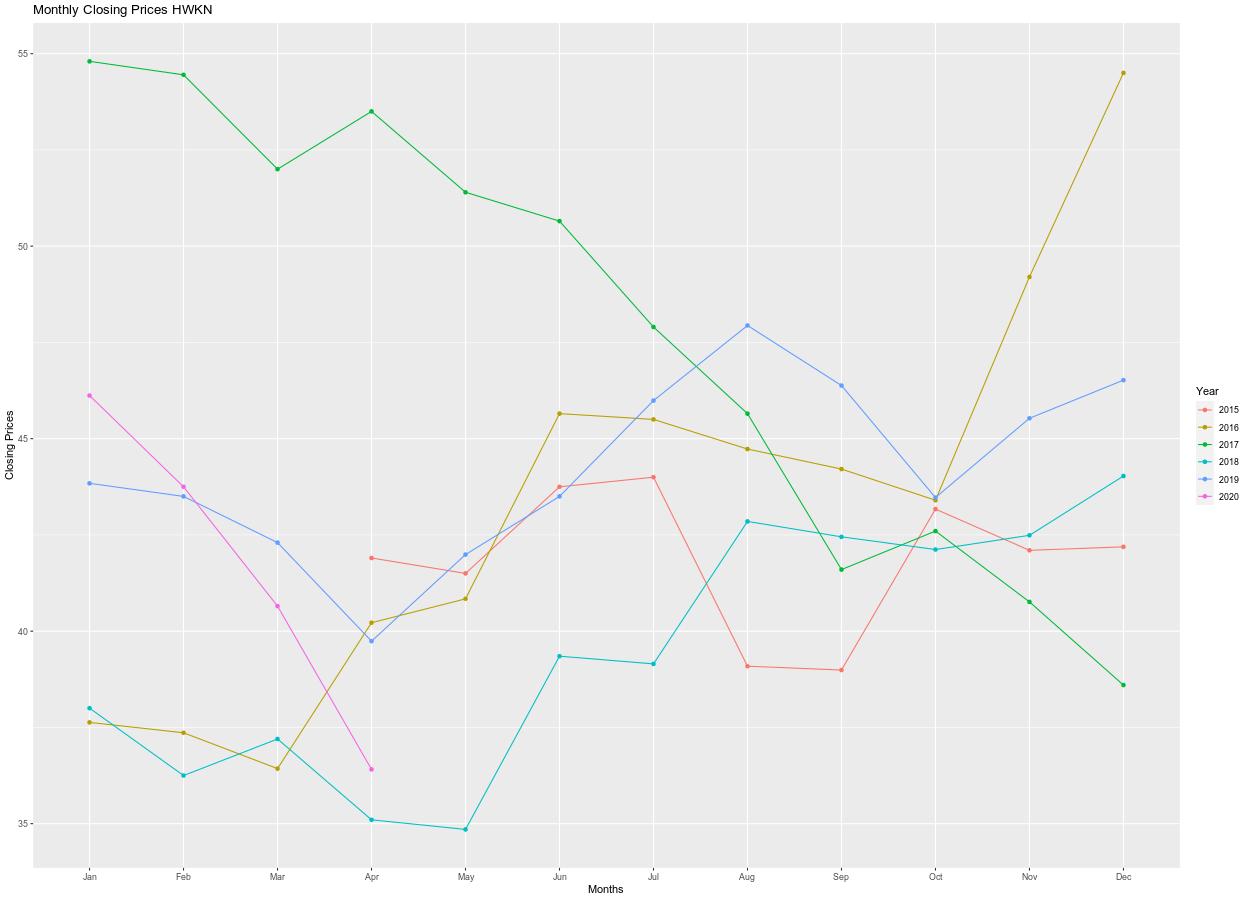 Monthly Closing Prices HWKN
55
50
45
40
35
Closing Prices
Jan Feb Mar Apr May Jun Jul Aug Sep Oct Nov Dec
Months
Year
2015
2016
2017
2018
2019
2020